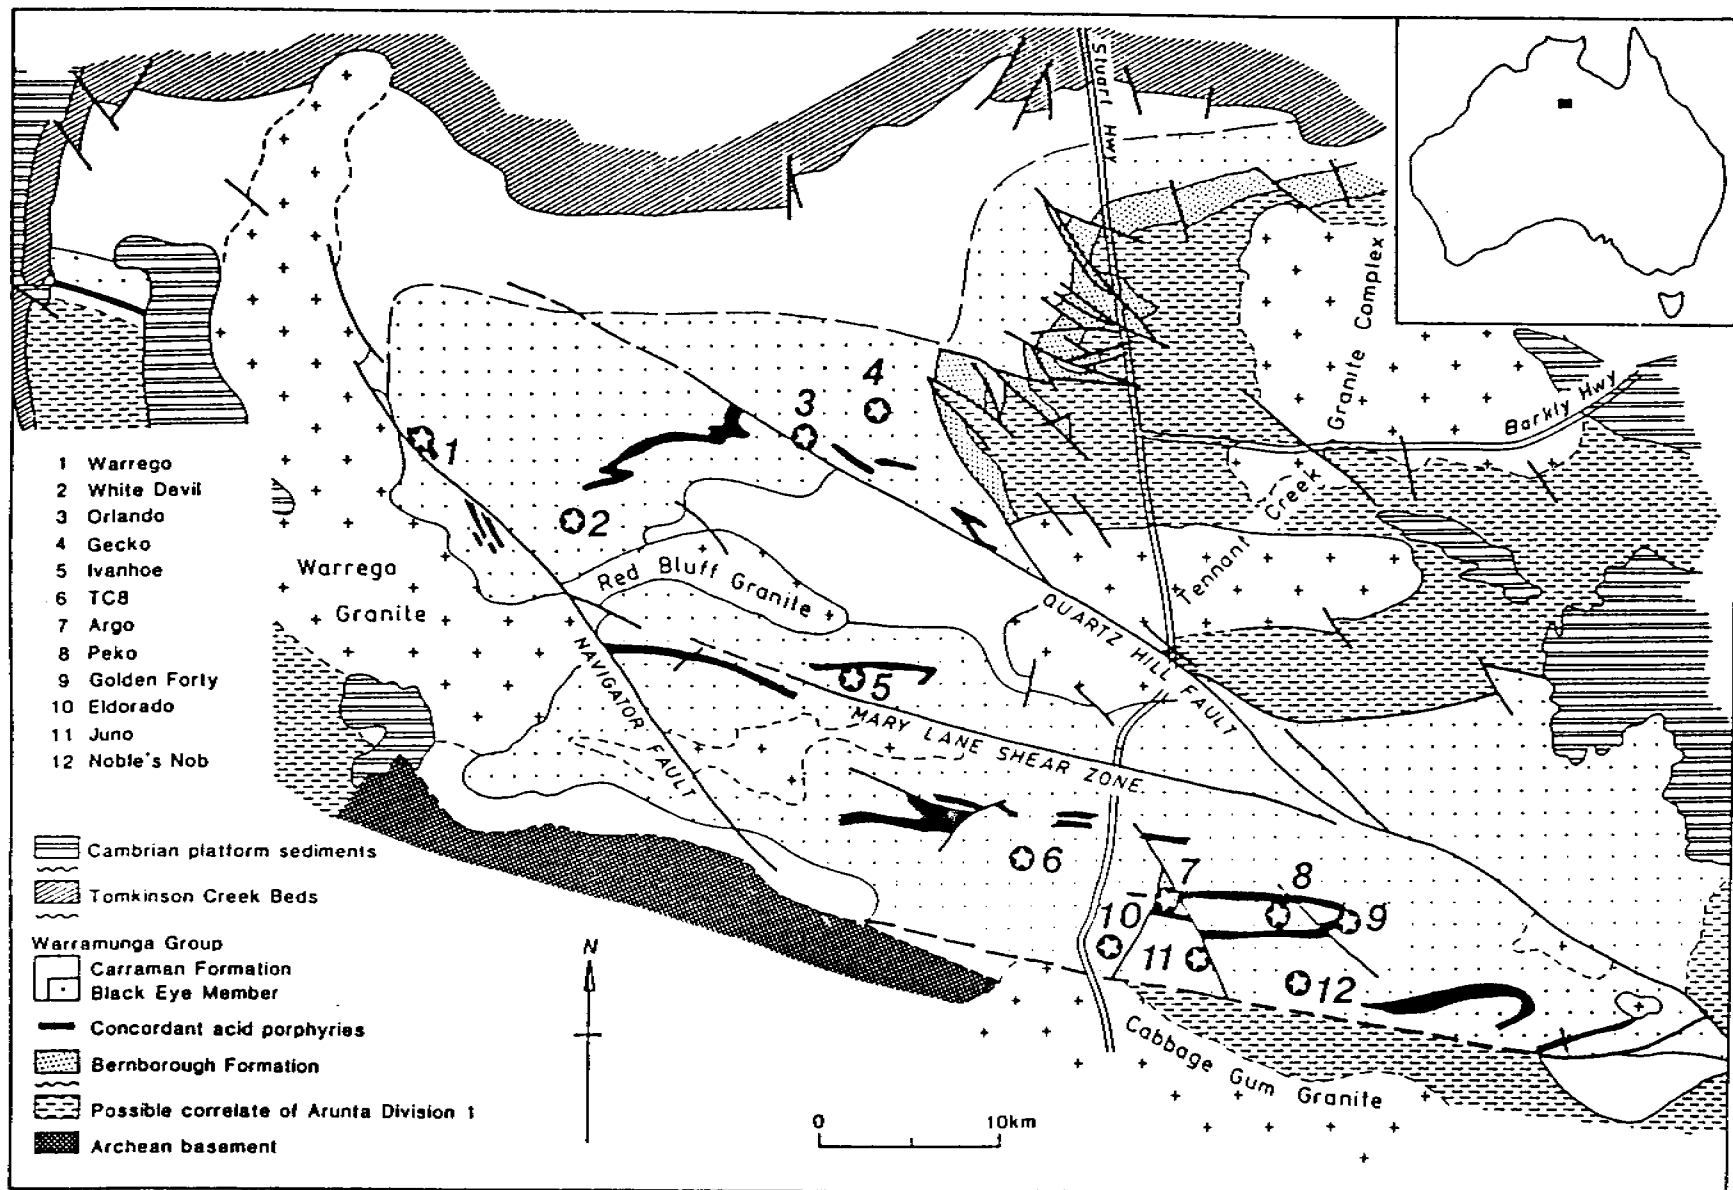 Stuart Hwy
Granite Complex
Barkly Hwy
4
3
1
2
1 Warrego
2 White Devil
3 Orlando
4 Gecko
5 Ivanhoe
6 TC8
7 Argo
8 Peko
9 Golden Forty
10 Eldorado
11 Juno
12 Noble's Nob
Creek
Tennant
Warrego
Granite
Red Bluff Granite
QUARTZ HILL FAULT
NAVIGATOR FAULT
5
MARY LANE SHEAR ZONE
6
7
8
9
10
11
12
Cambrian platform sediments
Tomkinson Creek Beds
Warramunga Group
Carraman Formation
Black Eye Member
Concordant acid porphyries
Bernborough Formation
Possible correlate of Arunta Division 1
Archean basement
N
Cabbage Gum Granite
0 10km